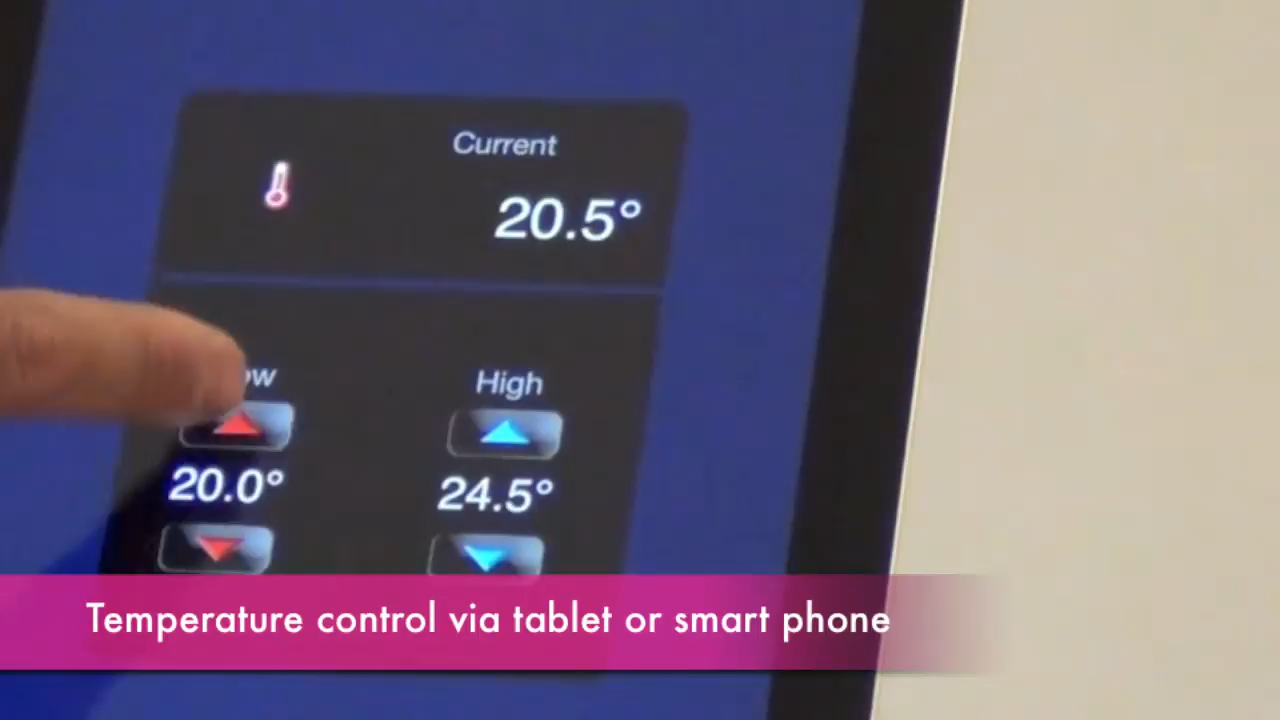 Current
20.5°
High
20.0°
24.5°
Temperature control via tablet or smart phone